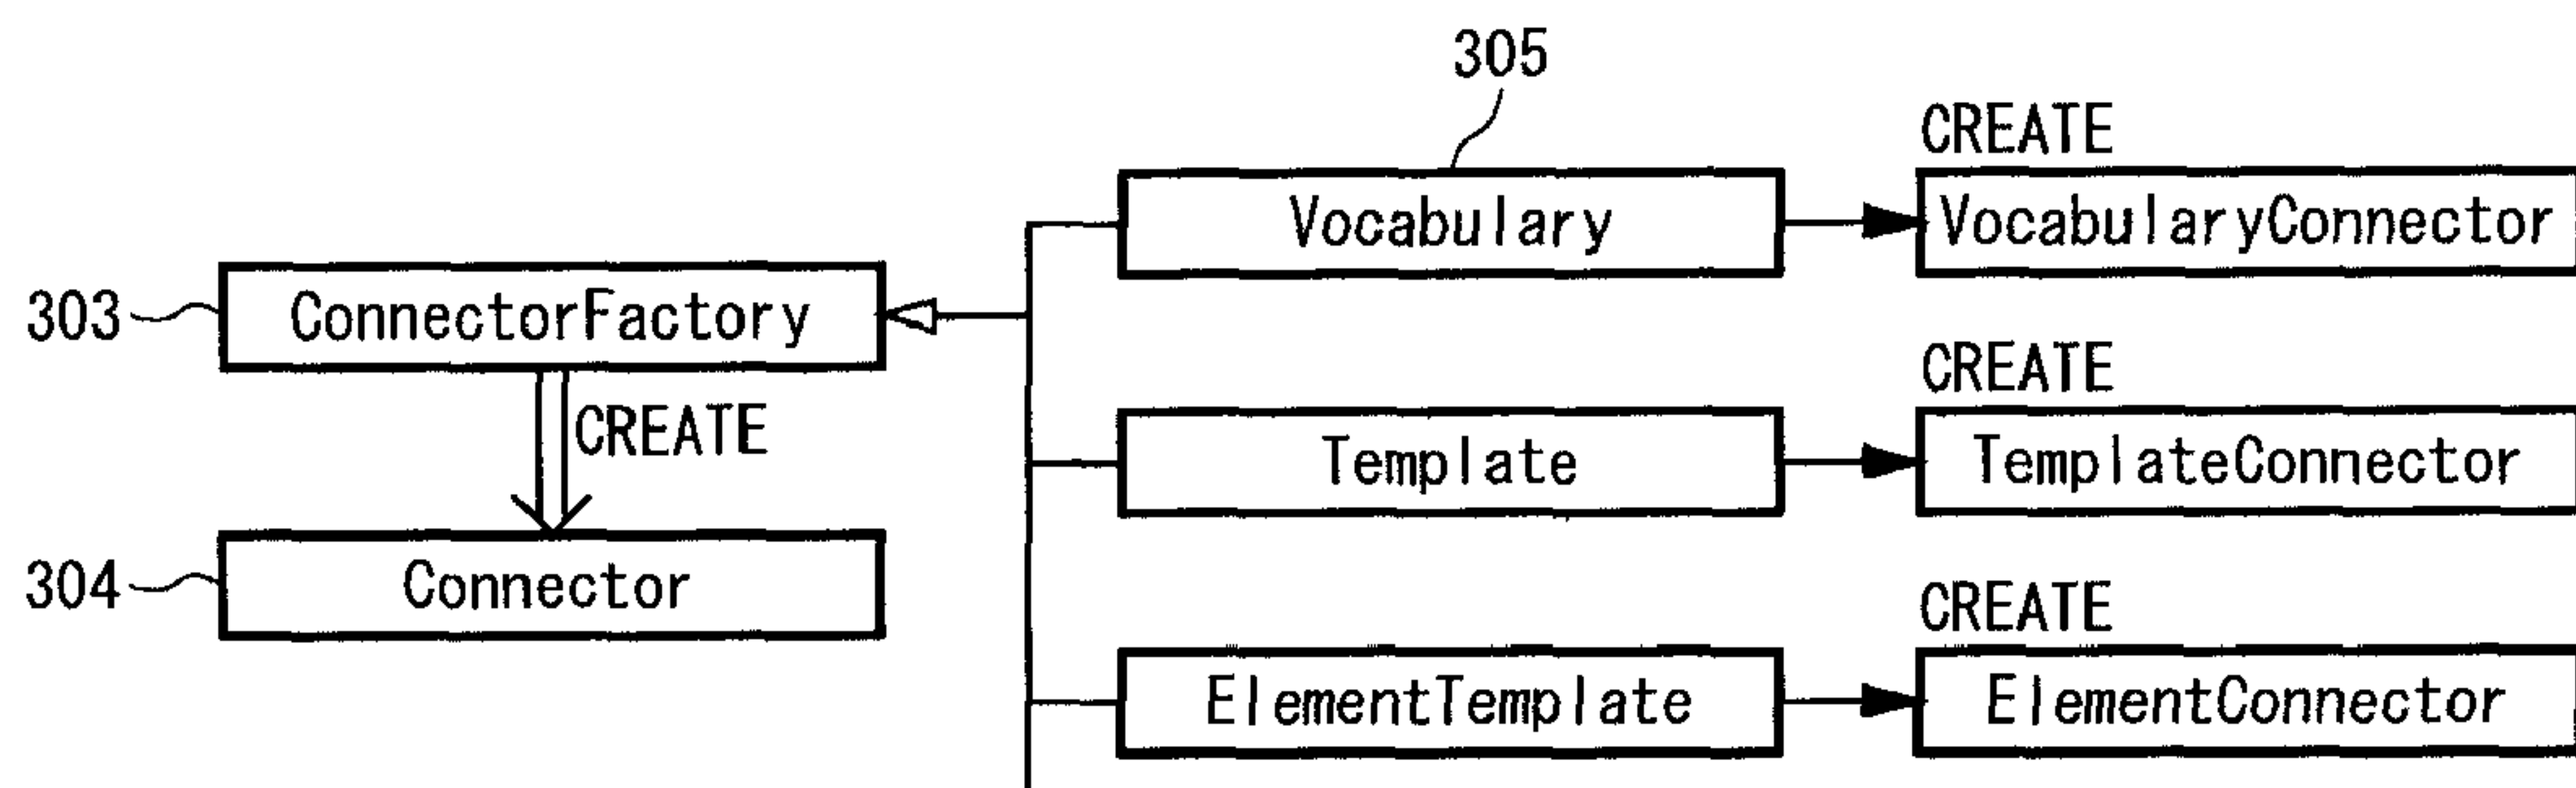 305
CREATE
Vocabulary
VocabularyConnector
303
ConnectorFactory
CREATE
CREATE
Template
TemplateConnector
304
Connector
CREATE
ElementTemplate
ElementConnector